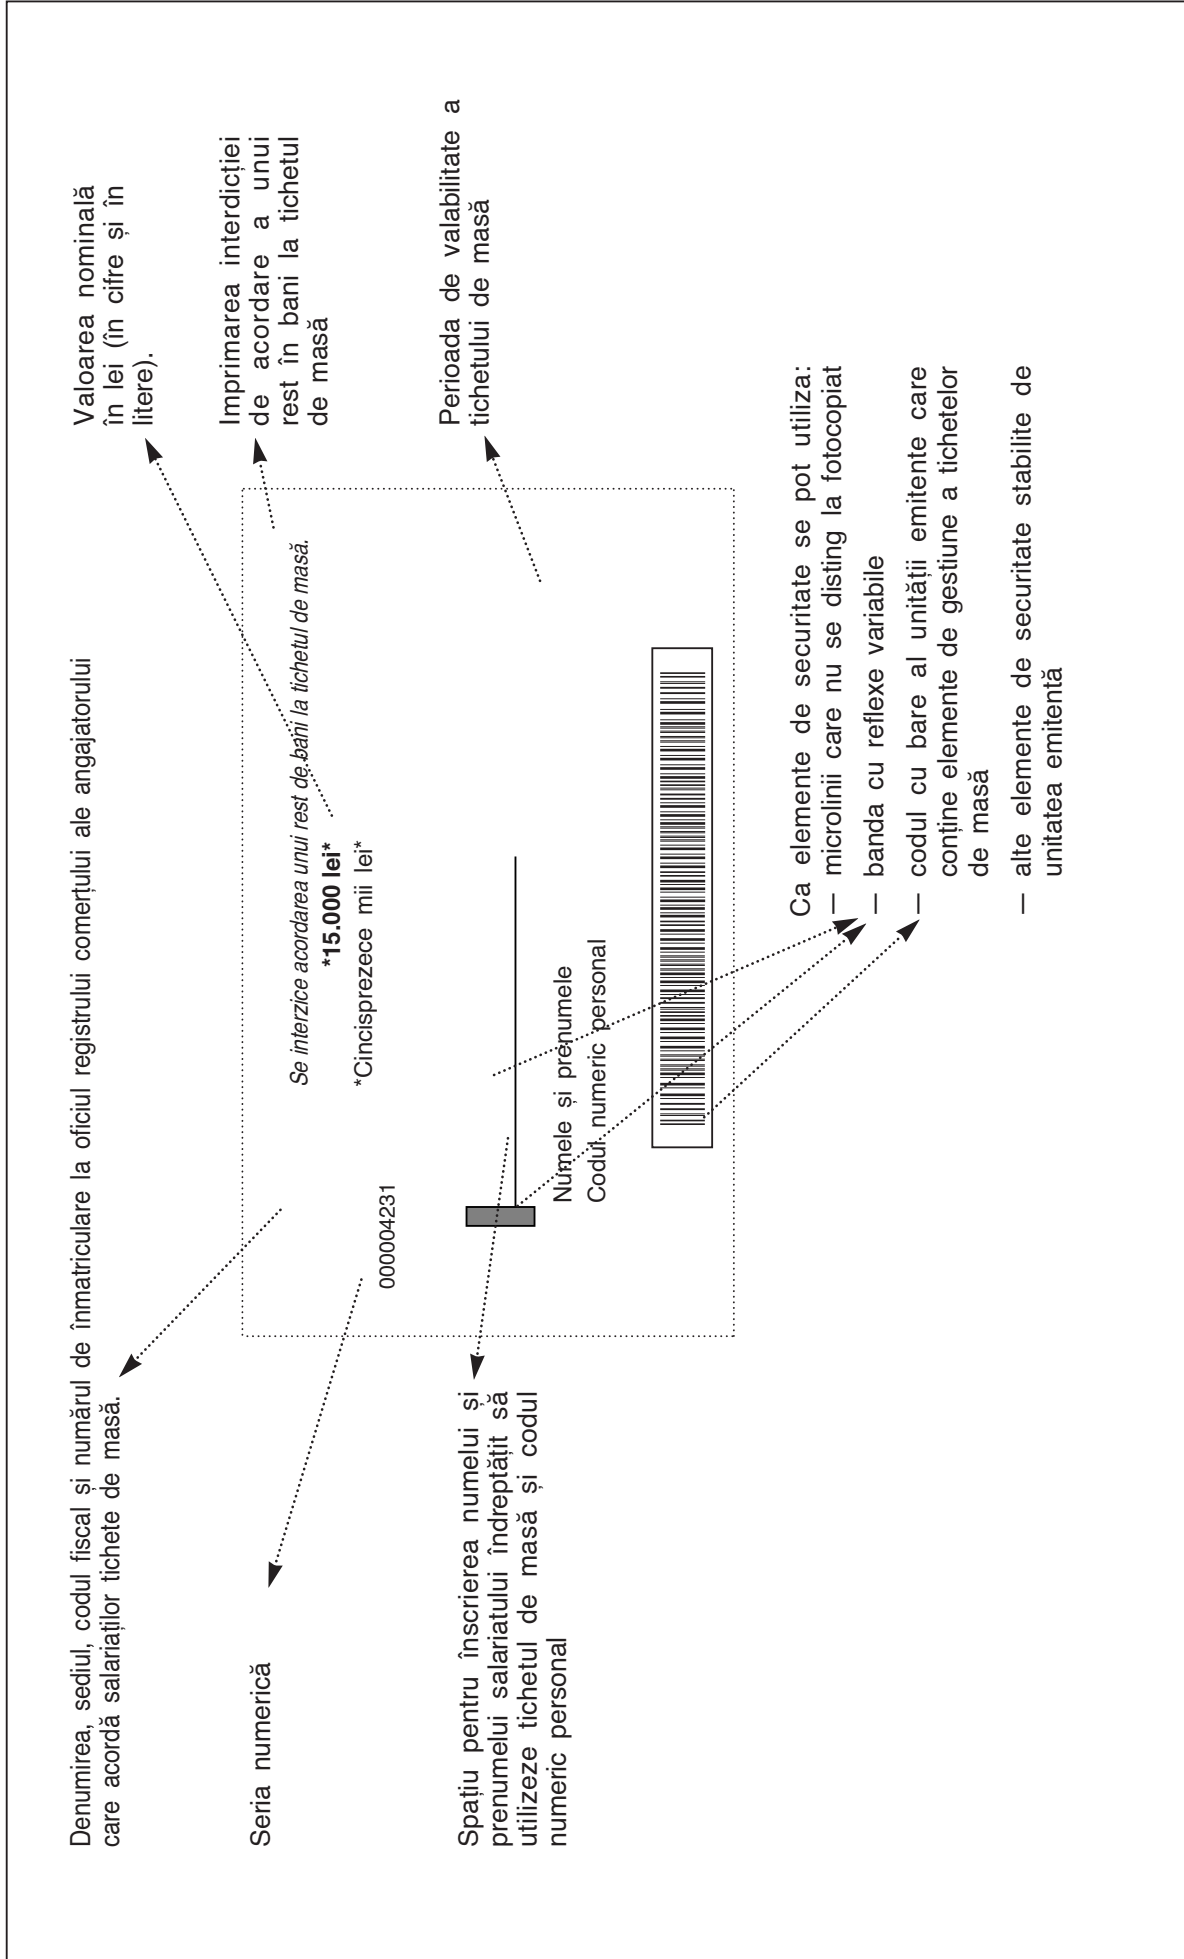 Denumirea, sediul, codul fiscal și numărul de înmatriculare la oficiul registrului comerțului ale angajatorului
care acordă salariaților tichete de masă.
Valoarea nominală
în lei (în cifre și în
litere).
Seria numerică
Imprimarea interdicției
de acordare a unui
rest în bani la tichetul
de masă
Se interzice acordarea unui rest de bani la tichetul de masă.
*15.000 lei*
*Cincisprezece mii lei*
000004231
Spațiu pentru înscrierea numelui și
prenumelui salariatului îndreptățit să
utilizeze tichetul de masă și codul
numeric personal
Perioada de valabilitate a
tichetului de masă
Numele și prenumele
Codul numeric personal
Ca elemente de securitate se pot utiliza:
— microlinii care nu se disting la fotocopiat
— banda cu reflexe variabile
— codul cu bare al unității emitente care
conține elemente de gestiune a tichetelor
de masă
— alte elemente de securitate stabilite de
unitatea emitentă